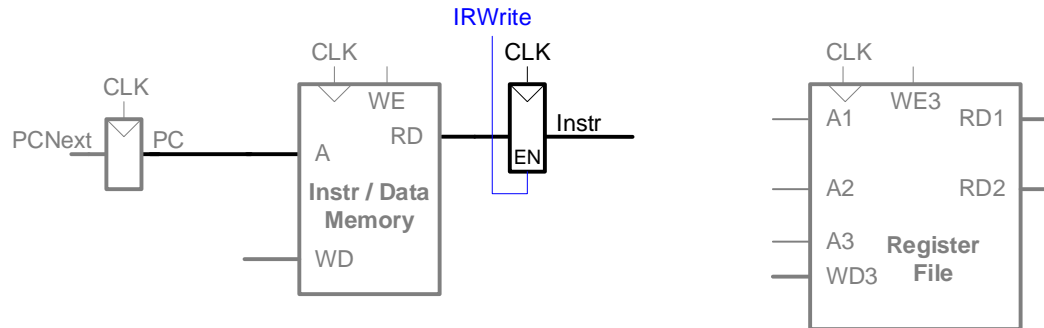 IRWrite
CLK
CLK
CLK
CLK
PCNext
PC
WE
RD
A
Instr / Data
Memory
WD
EN
Instr
WE3
A1
RD1
A2
RD2
A3
Register
File
WD3